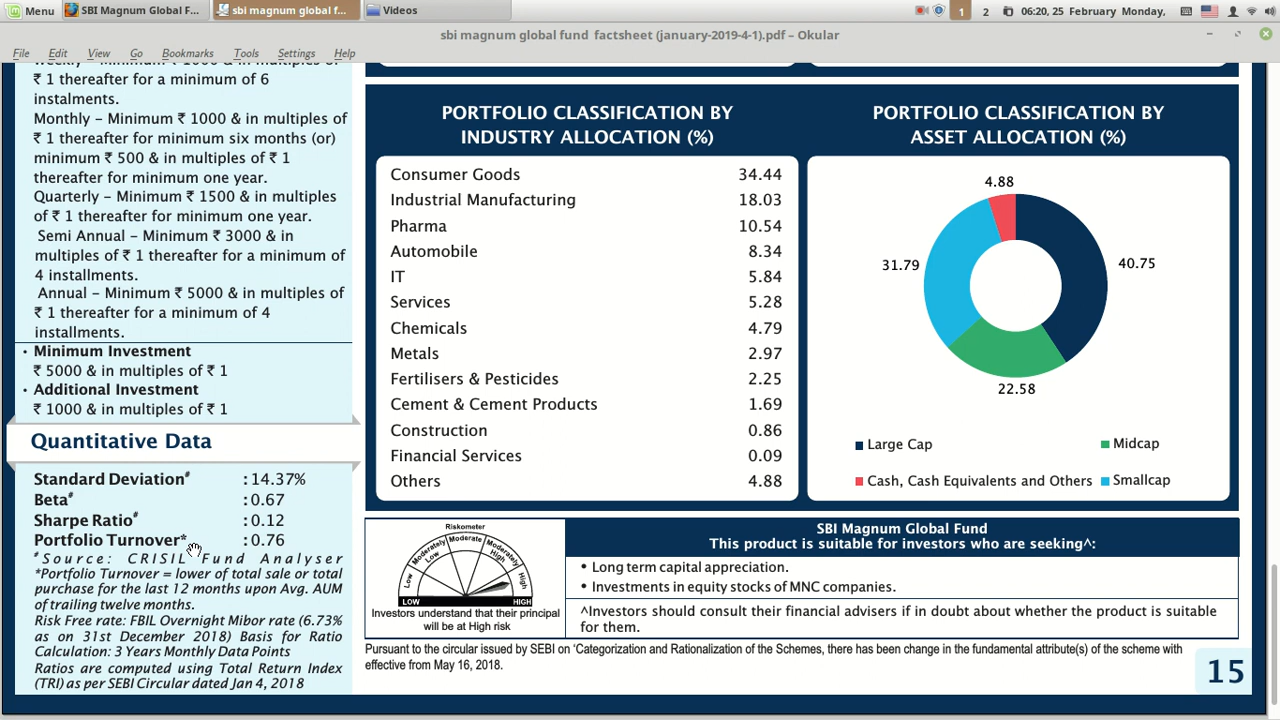 Menu
SBI Magnum Global F...
sbi magnum global f...
Videos
1
2
06:20, 25 February Monday,
sbi magnum global fund factsheet (january-2019-4-1).pdf – Okular
File Edit View Go Bookmarks Tools Settings Help
₹ 1 thereafter for a minimum of 6
instalments.
Monthly – Minimum ₹ 1000 & in multiples of
₹ 1 thereafter for minimum six months (or)
minimum ₹ 500 & in multiples of ₹ 1
thereafter for minimum one year.
Quarterly – Minimum ₹ 1500 & in multiples
of ₹ 1 thereafter for minimum one year.
Semi Annual – Minimum ₹ 3000 & in
multiples of ₹ 1 thereafter for a minimum of
4 installments.
Annual – Minimum ₹ 5000 & in multiples of
₹ 1 thereafter for a minimum of 4
installments.
• Minimum Investment
₹ 5000 & in multiples of ₹ 1
• Additional Investment
₹ 1000 & in multiples of ₹ 1
Quantitative Data
Standard Deviation# : 14.37%
Beta# : 0.67
Sharpe Ratio# : 0.12
Portfolio Turnover* : 0.76
#Source: CRISIL Fund Analyser
*Portfolio Turnover = lower of total sale or total
purchase for the last 12 months upon Avg. AUM
of trailing twelve months.
Risk Free rate: FBIL Overnight Mibor rate (6.73%
as on 31st December 2018) Basis for Ratio
Calculation: 3 Years Monthly Data Points
Ratios are computed using Total Return Index
(TRI) as per SEBI Circular dated Jan 4, 2018
PORTFOLIO CLASSIFICATION BY
INDUSTRY ALLOCATION (%)
Consumer Goods 34.44
Industrial Manufacturing 18.03
Pharma 10.54
Automobile 8.34
IT 5.84
Services 5.28
Chemicals 4.79
Metals 2.97
Fertilisers & Pesticides 2.25
Cement & Cement Products 1.69
Construction 0.86
Financial Services 0.09
Others 4.88
PORTFOLIO CLASSIFICATION BY
ASSET ALLOCATION (%)
4.88
31.79
40.75
22.58
Large Cap
Midcap
Cash, Cash Equivalents and Others
Smallcap
Riskometer
Low
Moderately Low
Moderate
Moderately High
High
LOW HIGH
Investors understand that their principal
will be at High risk
SBI Magnum Global Fund
This product is suitable for investors who are seeking^:
• Long term capital appreciation.
• Investments in equity stocks of MNC companies.
^Investors should consult their financial advisers if in doubt about whether the product is suitable
for them.
Pursuant to the circular issued by SEBI on ‘Categorization and Rationalization of the Schemes, there has been change in the fundamental attribute(s) of the scheme with
effective from May 16, 2018.
15